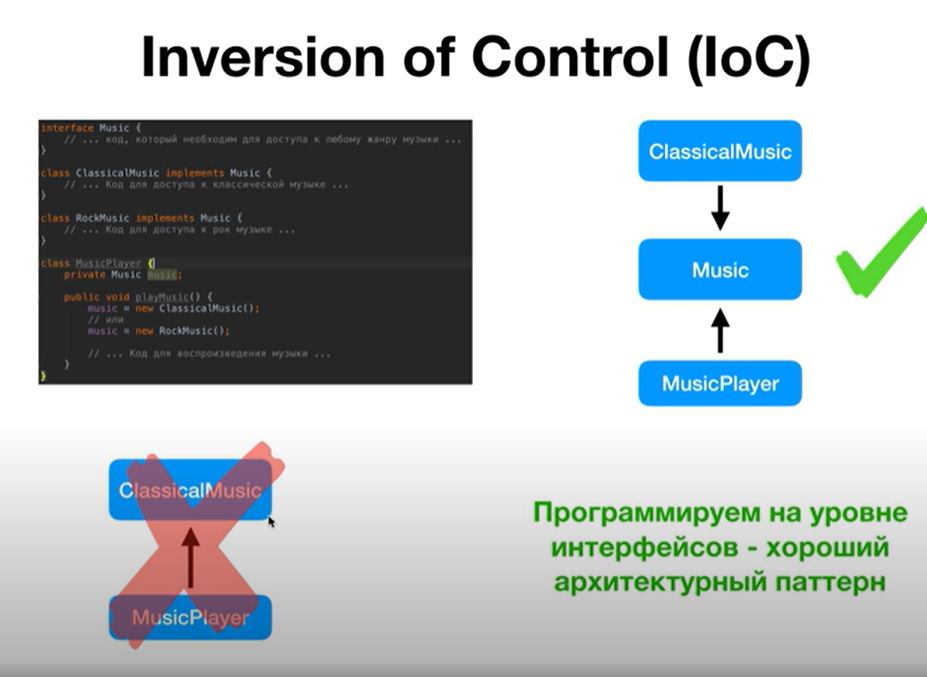 Inversion of Control (IoC)
interface Music {
// ... код, который необходим для доступа к любому жанру музыки ...
}
class ClassicalMusic implements Music {
// ... Код для доступа к классической музыке ...
}
class RockMusic implements Music {
// ... Код для доступа к рок музыке ...
}
class MusicPlayer {
private Music music;
public void playMusic() {
music = new ClassicalMusic();
// или
music = new RockMusic();
// ... Код для воспроизведения музыки ...
}
}
ClassicalMusic
Music
MusicPlayer
ClassicalMusic
MusicPlayer
Программируем на уровне
интерфейсов - хороший
архитектурный паттерн